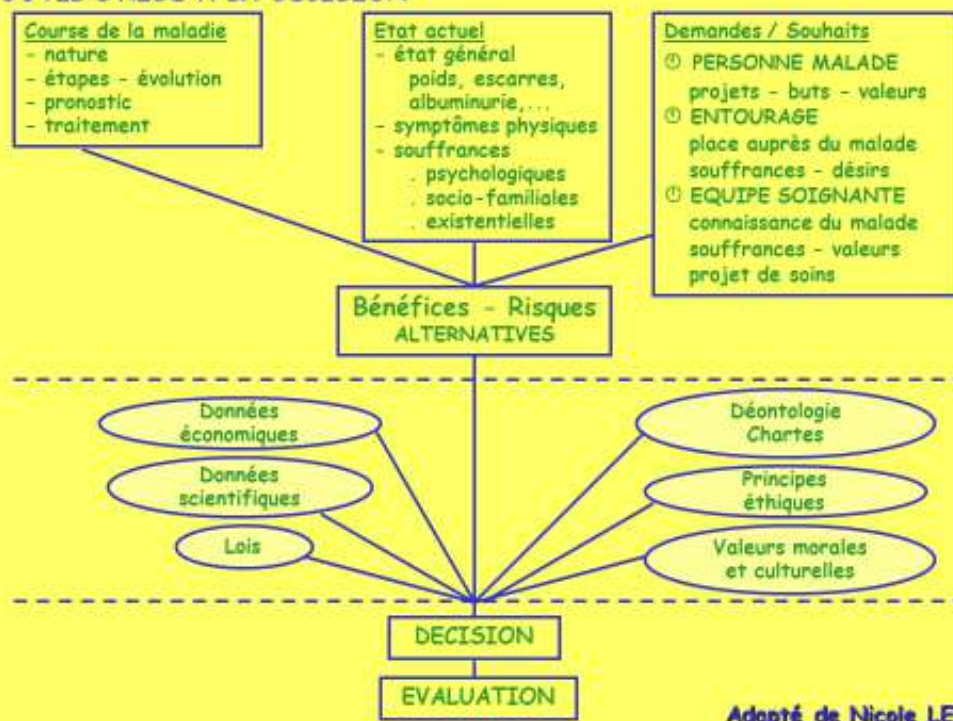 Course de la maladie
- nature
- étapes - évolution
- pronostic
- traitement
Etat actuel
- état général
poids, escarres,
albuminurie,...
- symptômes physiques
- souffrances
. psychologiques
. socio-familiales
. existentielles
Demandes / Souhaits
PERSONNE MALADE
projets - buts - valeurs
ENTOURAGE
place auprès du malade
souffrances - désirs
EQUIPE SOIGNANTE
connaissance du malade
souffrances - valeurs
projet de soins
Bénéfices - Risques
ALTERNATIVES
Données
économiques
Données
scientifiques
Lois
Déontologie
Chartes
Principes
éthiques
Valeurs morales
et culturelles
DECISION
EVALUATION
Adapté de Nicole